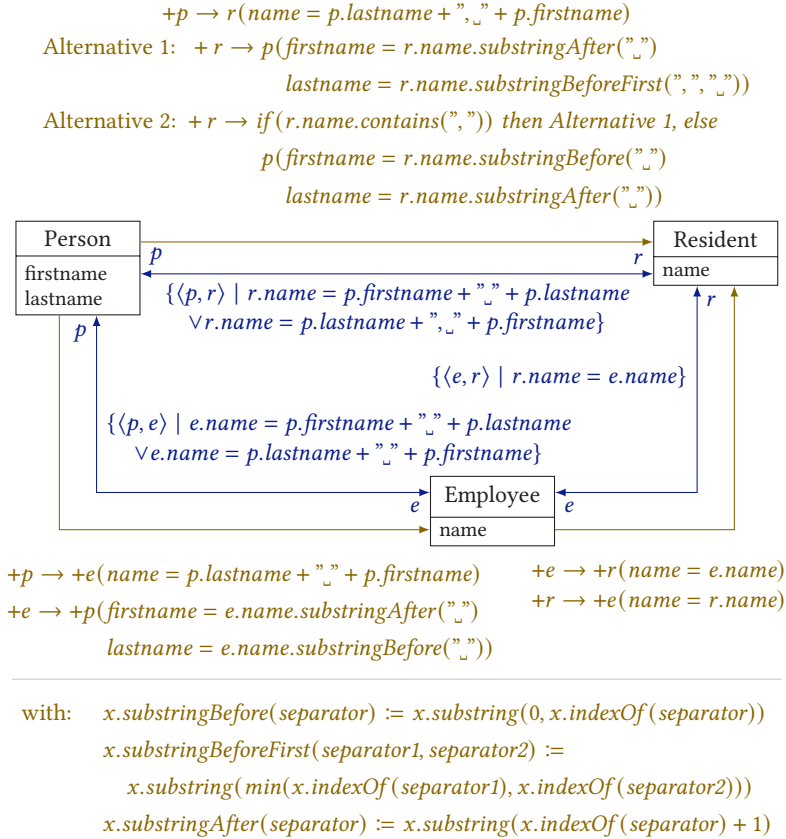 +p → r(name = p.lastname + ”,␣” + p.firstname)
Alternative 1: + r → p(firstname = r.name.substringAfter(”␣”)
lastname = r.name.substringBeforeFirst(”,”, ”␣”))
Alternative 2: + r → if(r.name.contains(”,”)) then Alternative 1, else
p(firstname = r.name.substringBefore(”␣”)
lastname = r.name.substringAfter(”␣”))
Person
Resident
p
r
firstname
lastname
name
{⟨p, r⟩ | r.name = p.firstname + ”␣” + p.lastname
∨r.name = p.lastname + ”,␣” + p.firstname}
p
r
{⟨e, r⟩ | r.name = e.name}
{⟨p, e⟩ | e.name = p.firstname + ”␣” + p.lastname
∨e.name = p.lastname + ”␣” + p.firstname}
Employee
e
e
name
+p → +e(name = p.lastname + ”␣” + p.firstname)
+e → +p(firstname = e.name.substringAfter(”␣”)
lastname = e.name.substringBefore(”␣”))
+e → +r(name = e.name)
+r → +e(name = r.name)
with: x.substringBefore(separator) := x.substring(0, x.indexOf(separator))
x.substringBeforeFirst(separator1, separator2) :=
x.substring(min(x.indexOf(separator1), x.indexOf(separator2)))
x.substringAfter(separator) := x.substring(x.indexOf(separator) + 1)